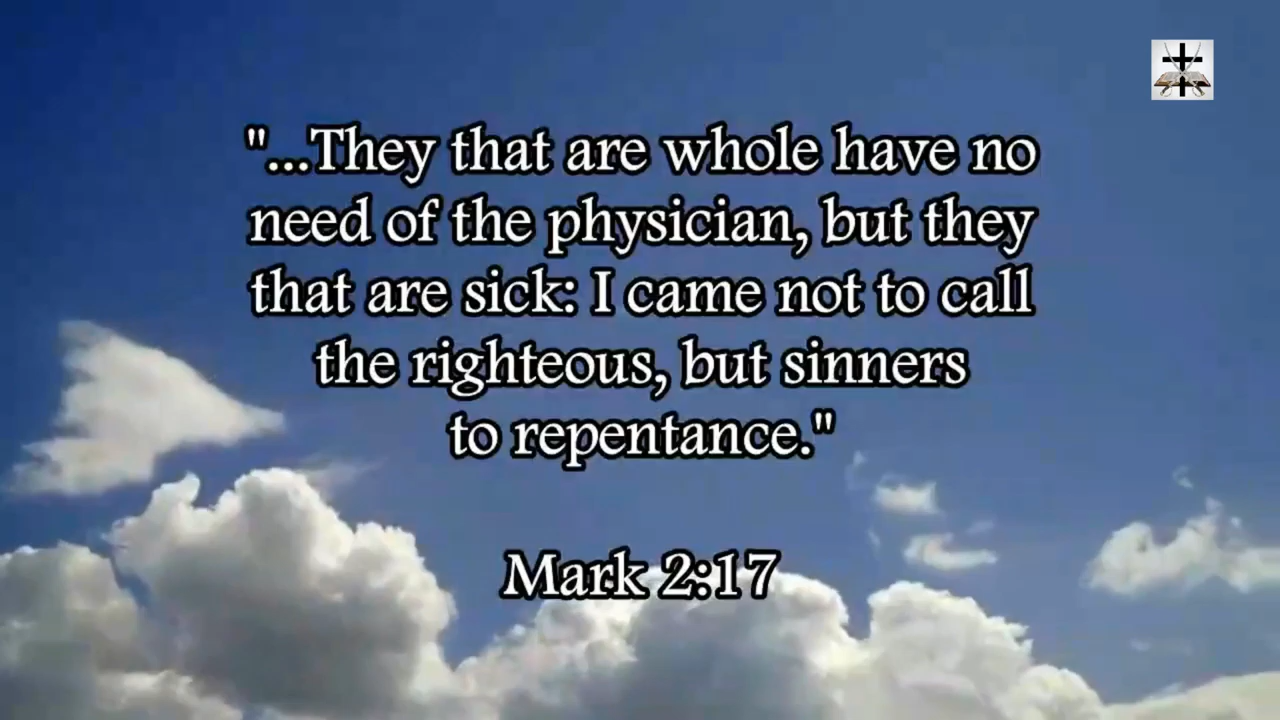 "...They that are whole have no
need of the physician, but they
that are sick: I came not to call
the righteous, but sinners
to repentance."
Mark 2:17